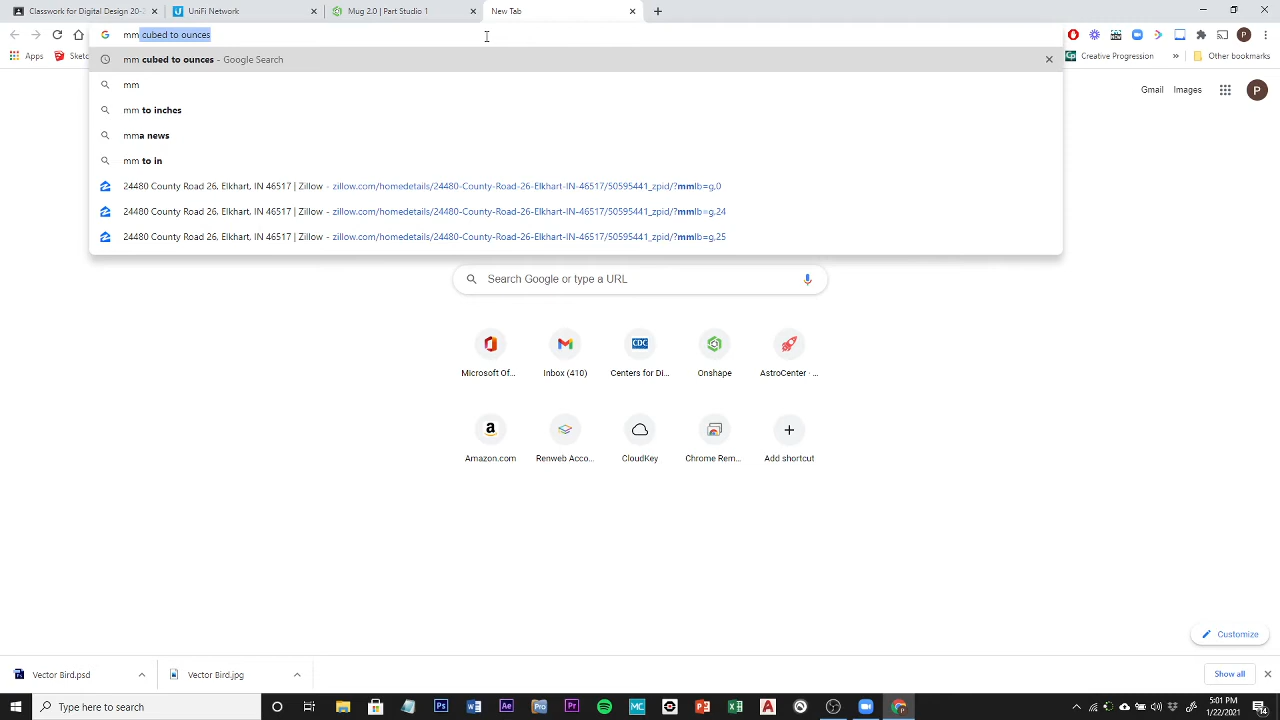 Classwork for Digital Design 20-2
UniFi Network
Mug 2.0 | Part Studio 1
New Tab
mm cubed to ounces
Apps
Sketc
Creative Progression
»
Other bookmarks
mm cubed to ounces - Google Search
mm
mm to inches
mma news
mm to in
24480 County Road 26, Elkhart, IN 46517 | Zillow - zillow.com/homedetails/24480-County-Road-26-Elkhart-IN-46517/50595441_zpid/?mmlb=g,0
24480 County Road 26, Elkhart, IN 46517 | Zillow - zillow.com/homedetails/24480-County-Road-26-Elkhart-IN-46517/50595441_zpid/?mmlb=g,24
24480 County Road 26, Elkhart, IN 46517 | Zillow - zillow.com/homedetails/24480-County-Road-26-Elkhart-IN-46517/50595441_zpid/?mmlb=g,25
Gmail Images P
Search Google or type a URL
Microsoft Of... Inbox (410) Centers for Di... Onshape AstroCenter - ...
Amazon.com Renweb Acco... CloudKey Chrome Rem... Add shortcut
Customize
Vector Bird.psd
Vector Bird.jpg
Show all
Type here to search
5:01 PM
1/22/2021